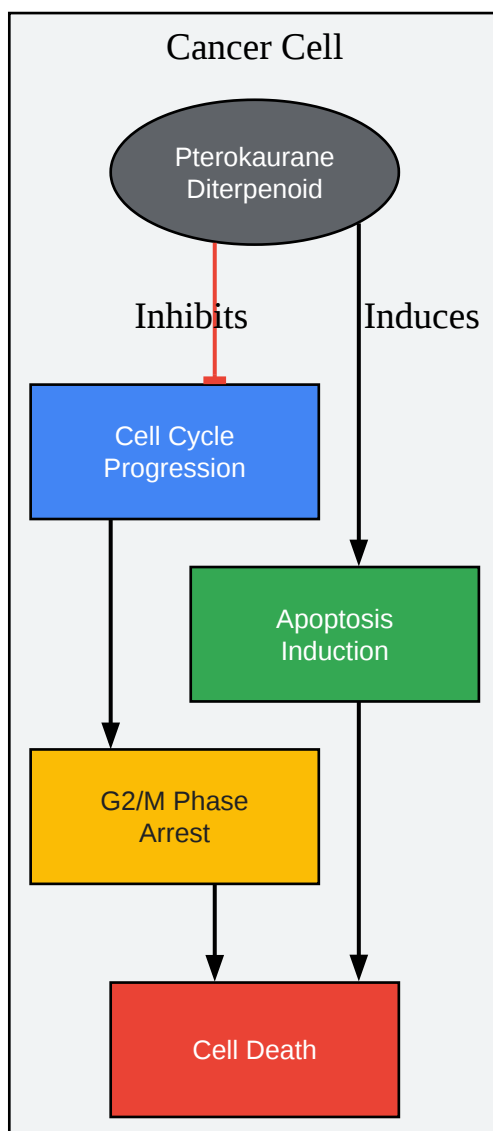 Cancer Cell
Pterokaurane
Diterpenoid
Inhibits
Induces
Cell Cycle
Progression
Apoptosis
Induction
G2/M Phase
Arrest
Cell Death